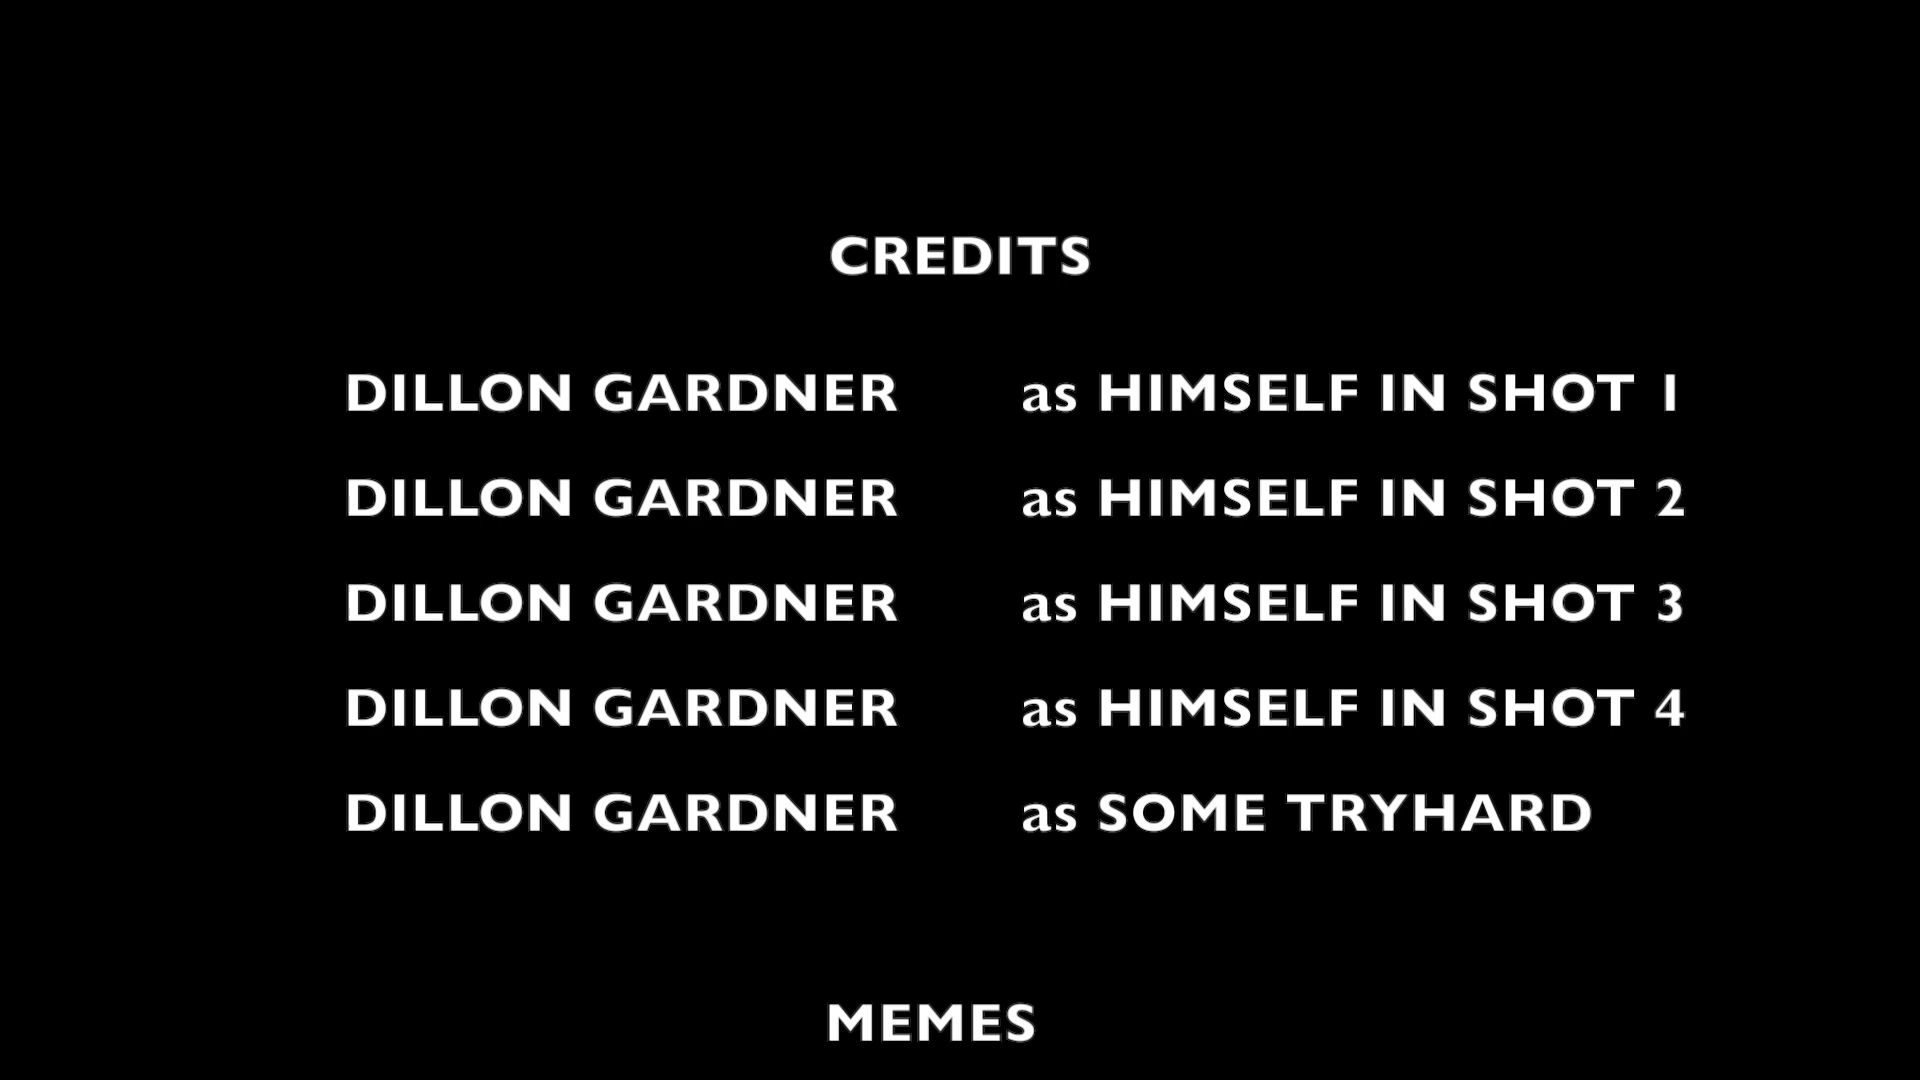 CREDITS
DILLON GARDNER as HIMSELF IN SHOT 1
DILLON GARDNER as HIMSELF IN SHOT 2
DILLON GARDNER as HIMSELF IN SHOT 3
DILLON GARDNER as HIMSELF IN SHOT 4
DILLON GARDNER as SOME TRYHARD
MEMES